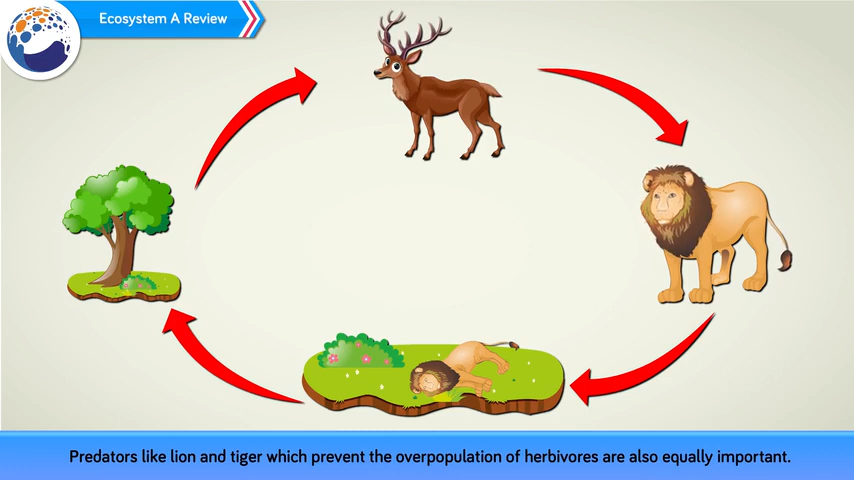 Ecosystem A Review
Predators like lion and tiger which prevent the overpopulation of herbivores are also equally important.